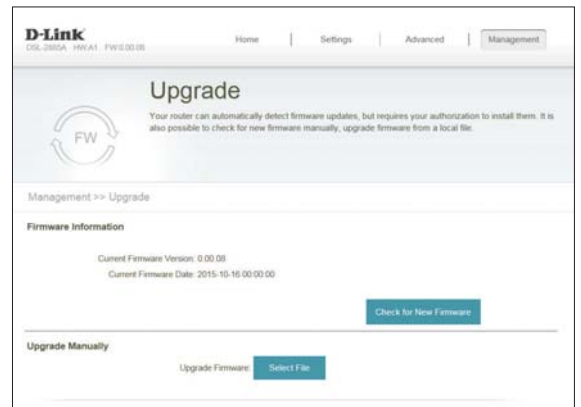 D-Link
DSL-2885A HW:A1 FW:0.00.08
Home
Settings
Advanced
Management
Upgrade
Your router can automatically detect firmware updates, but requires your authorization to install them. It is
also possible to check for new firmware manually, upgrade firmware from a local file.
FW
Management >> Upgrade
Firmware Information
Current Firmware Version: 0.00.08
Current Firmware Date: 2015-10-16 00:00:00
Check for New Firmware
Upgrade Manually
Upgrade Firmware:
Select File